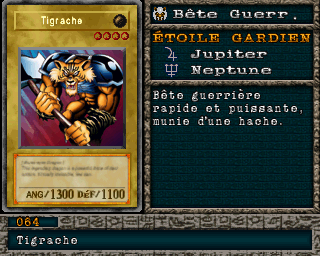 Tigrache
Bête Guerr.
ÉTOILE GARDIEN
Jupiter
Neptune
Bête guerrière
rapide et puissante,
munie d'une hache.
ANG/1300 DéF/1100
064
Tigrache